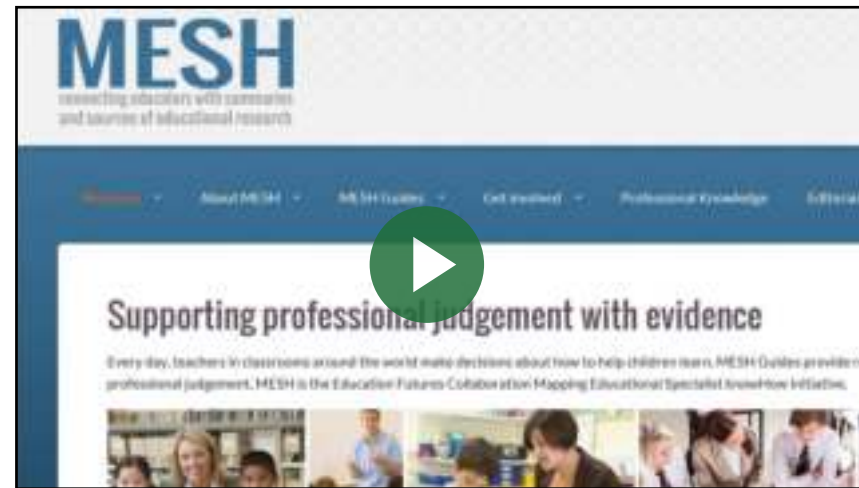 MESH
connecting educators with summaries
and sources of educational research
About MESH
MESH Guides
Get involved
Professional Knowledge
Editorial
Supporting professional judgement with evidence
Every day, teachers in classrooms around the world make decisions about how to help children learn. MESH Guides provide
professional judgement. MESH is the Education Futures Collaboration Mapping Educational Specialist knowHow initiative.